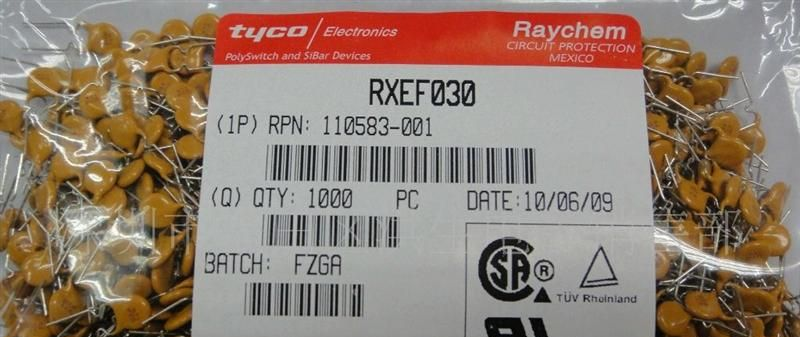 tyco / Electronics
PolySwitch and SiBar Devices
Raychem
CIRCUIT PROTECTION
MEXICO
RXEF030
(1P) RPN: 110583-001
(Q) QTY: 1000 PC DATE: 10/06/09
BATCH: FZGA
SA ®
TÜV Rheinland